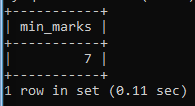 +-----------+
| min_marks |
+-----------+
|         7 |
+-----------+
1 row in set (0.11 sec)